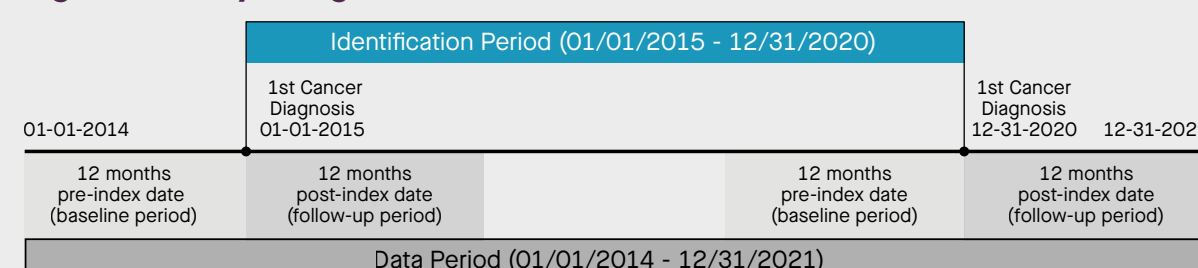 Identification Period (01/01/2015 - 12/31/2020)
1st Cancer
Diagnosis
01-01-2015
1st Cancer
Diagnosis
12-31-2020
01-01-2014
12 months
pre-index date
(baseline period)
12 months
post-index date
(follow-up period)
12 months
pre-index date
(baseline period)
12 months
post-index date
(follow-up period)
Data Period (01/01/2014 - 12/31/2021)